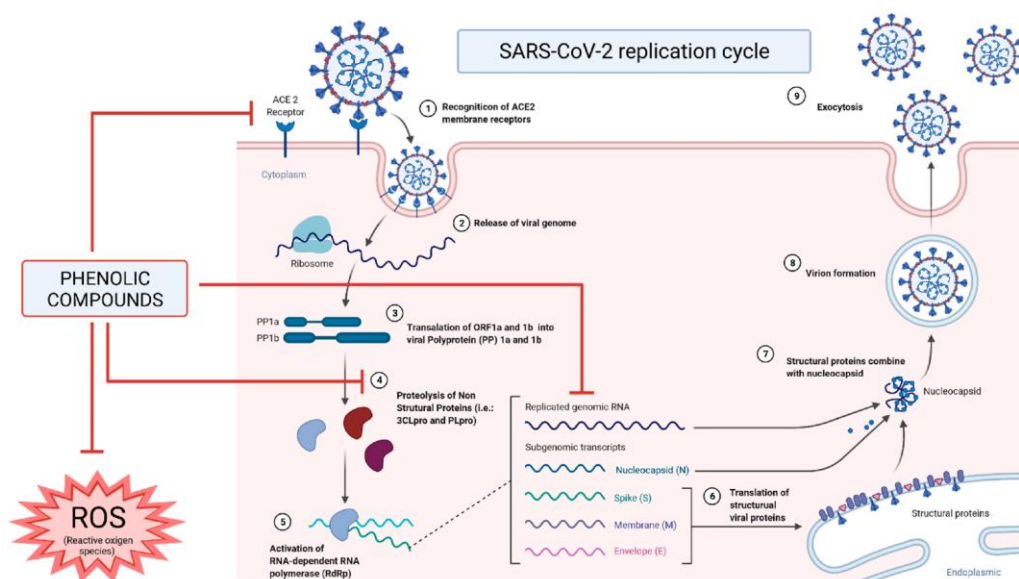 SARS-CoV-2 replication cycle
ACE 2
Receptor
1
Recogniticon of ACE2
membrane receptors
9
Exocytosis
Cytoplasm
2
Release of viral genome
Ribosome
8
Virion formation
PHENOLIC
COMPOUNDS
PP1a
PP1b
3
Transalation of ORF1a and 1b into
viral Polyprotein (PP) 1a and 1b
7
Structural proteins combine
with nucleocapsid
Nucleocapsid
4
Proteolysis of Non
Strutural Proteins (i.e.:
3CLpro and PLpro)
Replicated genomic RNA
Subgenomic transcripts
Nucleocapsid (N)
Spike (S)
Membrane (M)
Envelope (E)
6
Translation of
structurual
viral proteins
Structural proteins
Endoplasmic
5
Activation of
RNA-dependent RNA
polymerase (RdRp)
ROS
(Reactive oxigen
species)